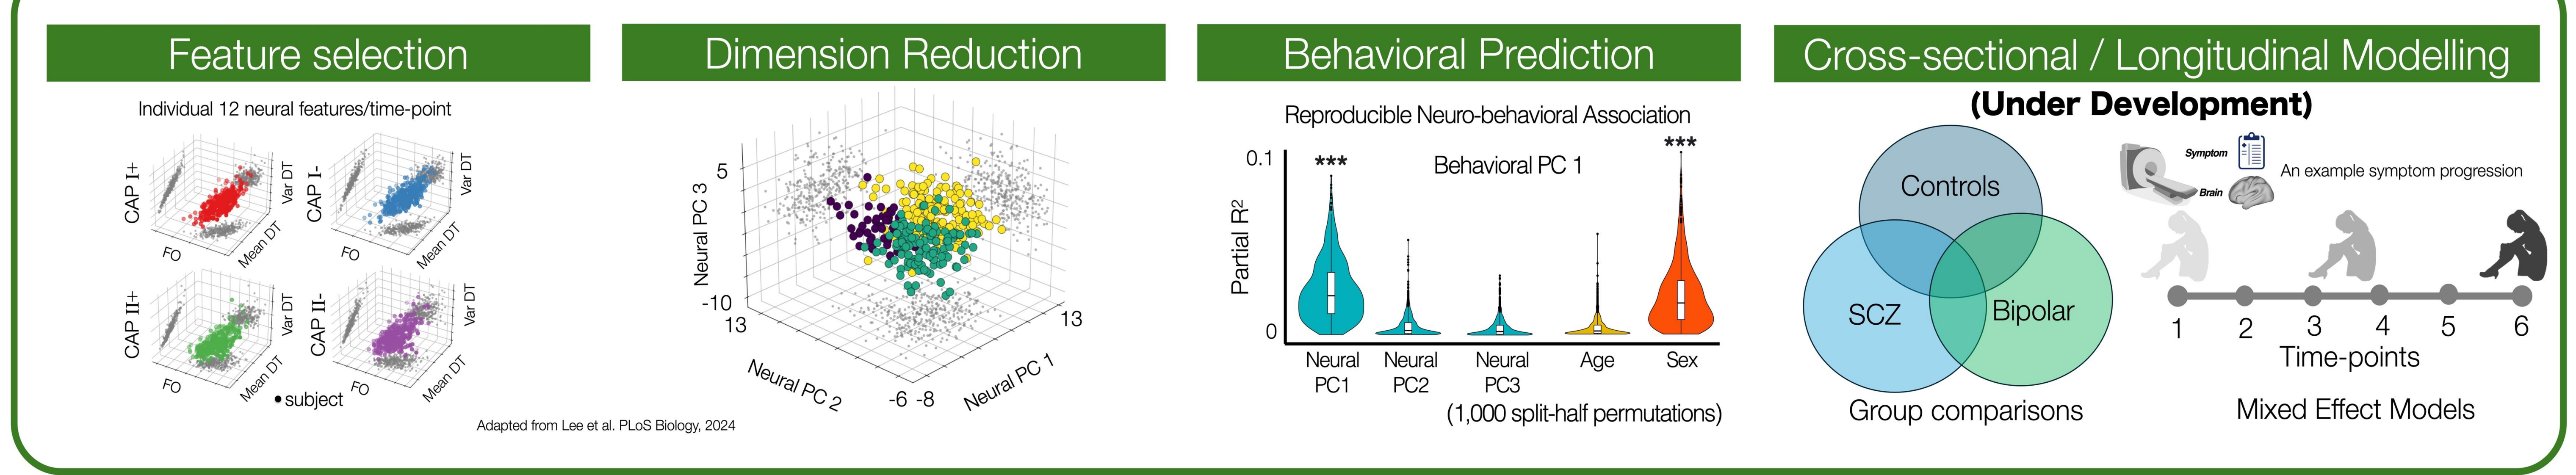 Feature selection
Individual 12 neural features/time-point
CAP I+
Var DT
Mean DT
FO
CAP I-
Var DT
Mean DT
FO
CAP II+
Var DT
Mean DT
FO
CAP II-
Var DT
Mean DT
FO
subject
Adapted from Lee et al. PLoS Biology, 2024
Dimension Reduction
Neural PC 3
5
-10
13
Neural PC 2
-6
-8
Neural PC 1
13
Behavioral Prediction
Reproducible Neuro-behavioral Association
Behavioral PC 1
Partial R²
0.1
0
***
***
Neural PC1
Neural PC2
Neural PC3
Age
Sex
(1,000 split-half permutations)
Cross-sectional / Longitudinal Modelling
(Under Development)
Controls
SCZ
Bipolar
Group comparisons
Symptom
Brain
An example symptom progression
1 2 3 4 5 6
Time-points
Mixed Effect Models